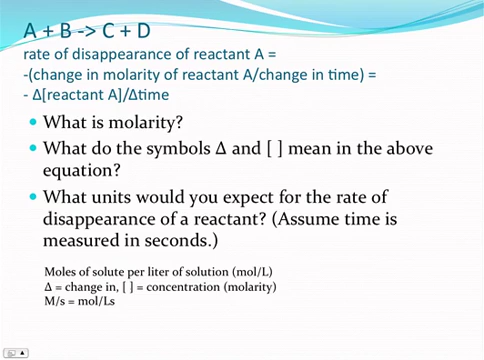 A + B -> C + D
rate of disappearance of reactant A =
-(change in molarity of reactant A/change in time) =
- Δ[reactant A]/Δtime
• What is molarity?
• What do the symbols Δ and [ ] mean in the above
equation?
• What units would you expect for the rate of
disappearance of a reactant? (Assume time is
measured in seconds.)
Moles of solute per liter of solution (mol/L)
Δ = change in, [ ] = concentration (molarity)
M/s = mol/Ls